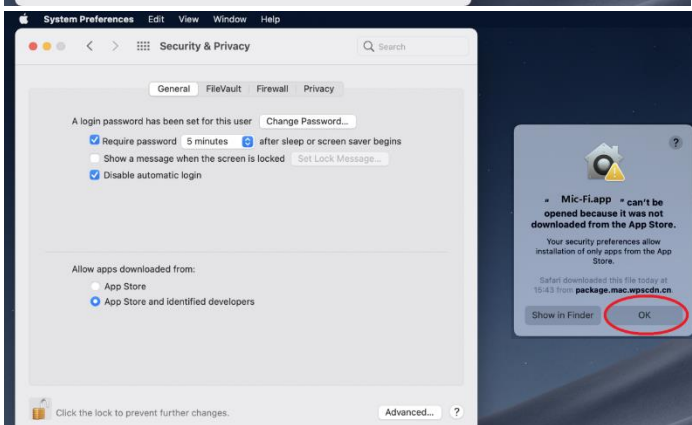 System Preferences Edit View Window Help
Security & Privacy
Search
General FileVault Firewall Privacy
A login password has been set for this user Change Password...
Require password 5 minutes after sleep or screen saver begins
Show a message when the screen is locked Set Lock Message...
Disable automatic login
Allow apps downloaded from:
App Store
App Store and identified developers
Click the lock to prevent further changes.
Advanced... ?
?
" Mic-Fi.app " can't be
opened because it was not
downloaded from the App Store.
Your security preferences allow
installation of only apps from the App
Store.
Safari downloaded this file today at
15:43 from package.mac.wpscdn.cn.
Show in Finder OK